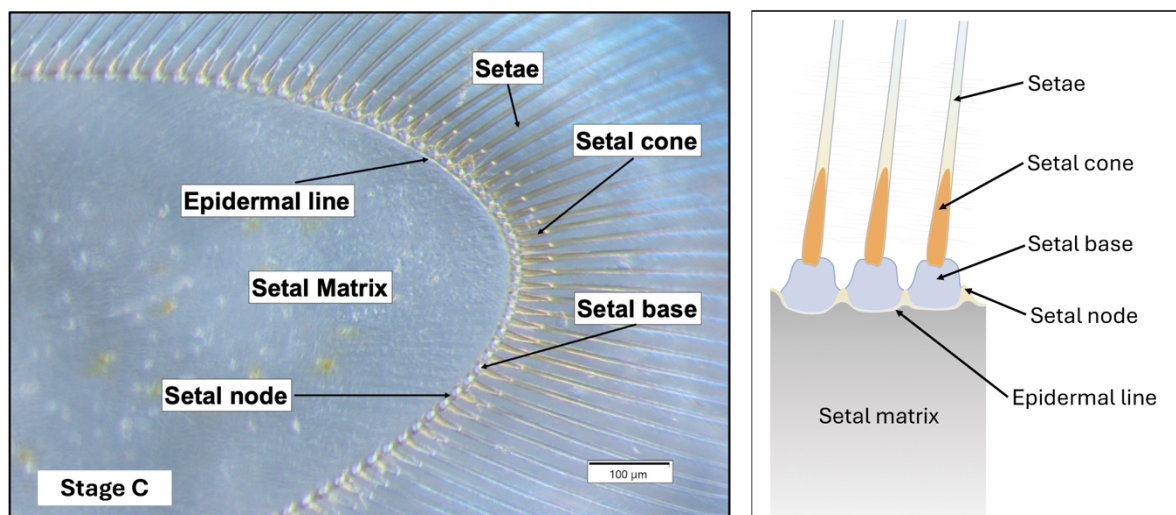 Setae
Setal cone
Epidermal line
Setal Matrix
Setal base
Setal node
Stage C
100 µm
Setae
Setal cone
Setal base
Setal node
Epidermal line
Setal matrix